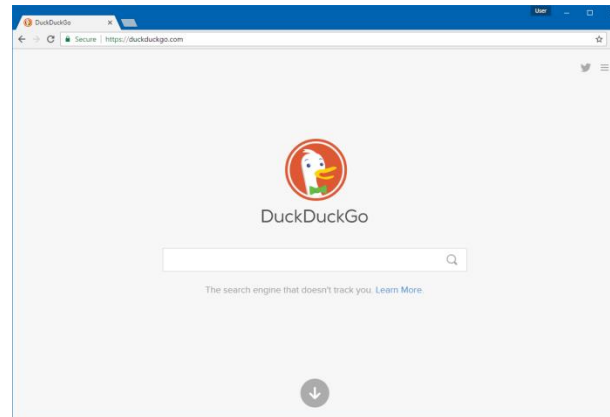 User
DuckDuckGo
Secure | https://duckduckgo.com
DuckDuckGo
The search engine that doesn't track you. Learn More.